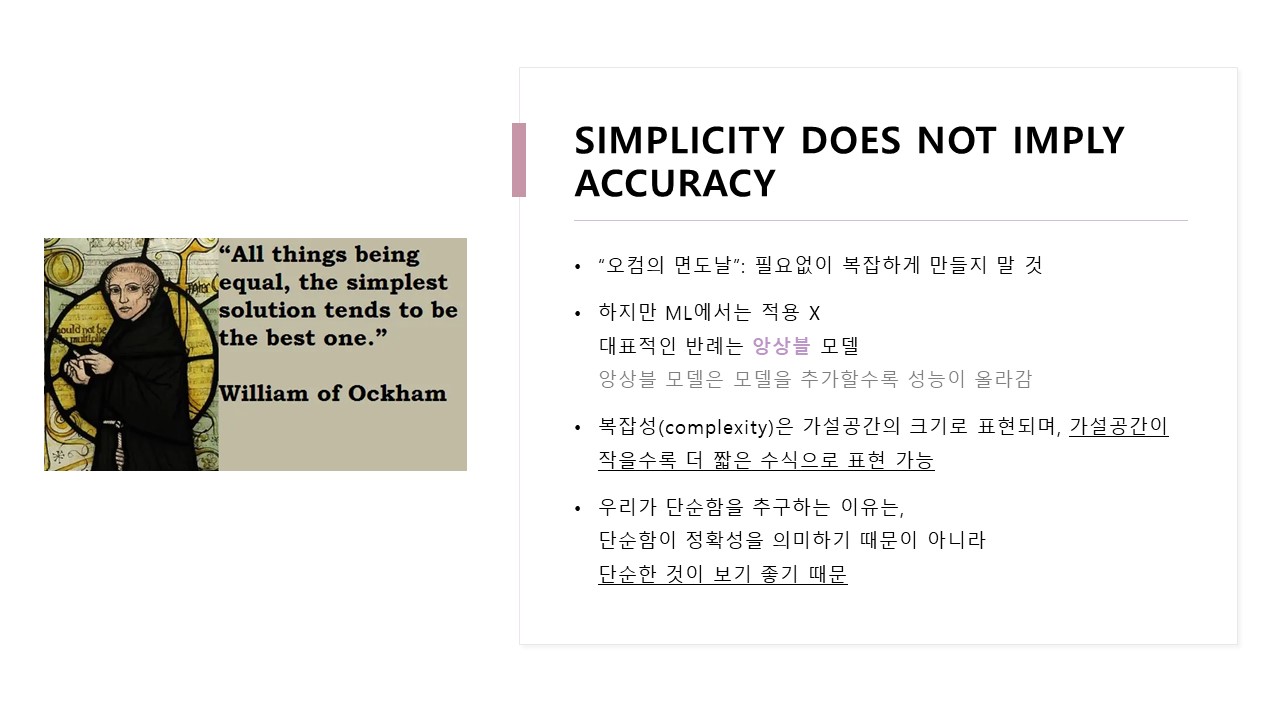 “All things being
equal, the simplest
solution tends to be
the best one.”
William of Ockham
SIMPLICITY DOES NOT IMPLY
ACCURACY
• “오컴의 면도날”: 필요없이 복잡하게 만들지 말 것
• 하지만 ML에서는 적용 X
대표적인 반례는 앙상블 모델
앙상블 모델은 모델을 추가할수록 성능이 올라감
• 복잡성(complexity)은 가설공간의 크기로 표현되며, 가설공간이
작을수록 더 짧은 수식으로 표현 가능
• 우리가 단순함을 추구하는 이유는,
단순함이 정확성을 의미하기 때문이 아니라
단순한 것이 보기 좋기 때문